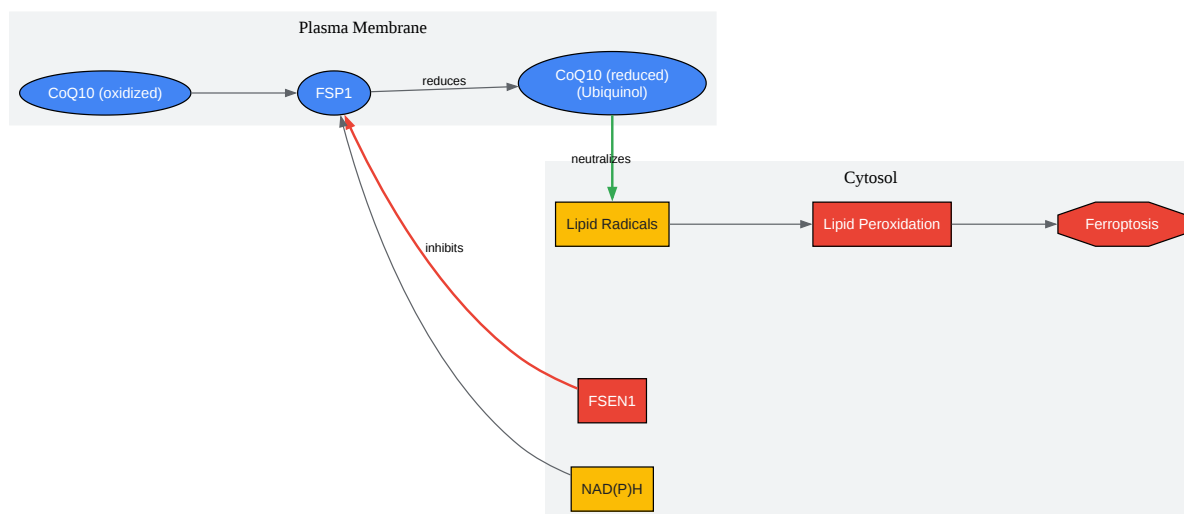 Plasma Membrane
CoQ10 (oxidized)
FSP1
reduces
CoQ10 (reduced)
(Ubiquinol)
neutralizes
Cytosol
Lipid Radicals
Lipid Peroxidation
Ferroptosis
inhibits
FSEN1
NAD(P)H